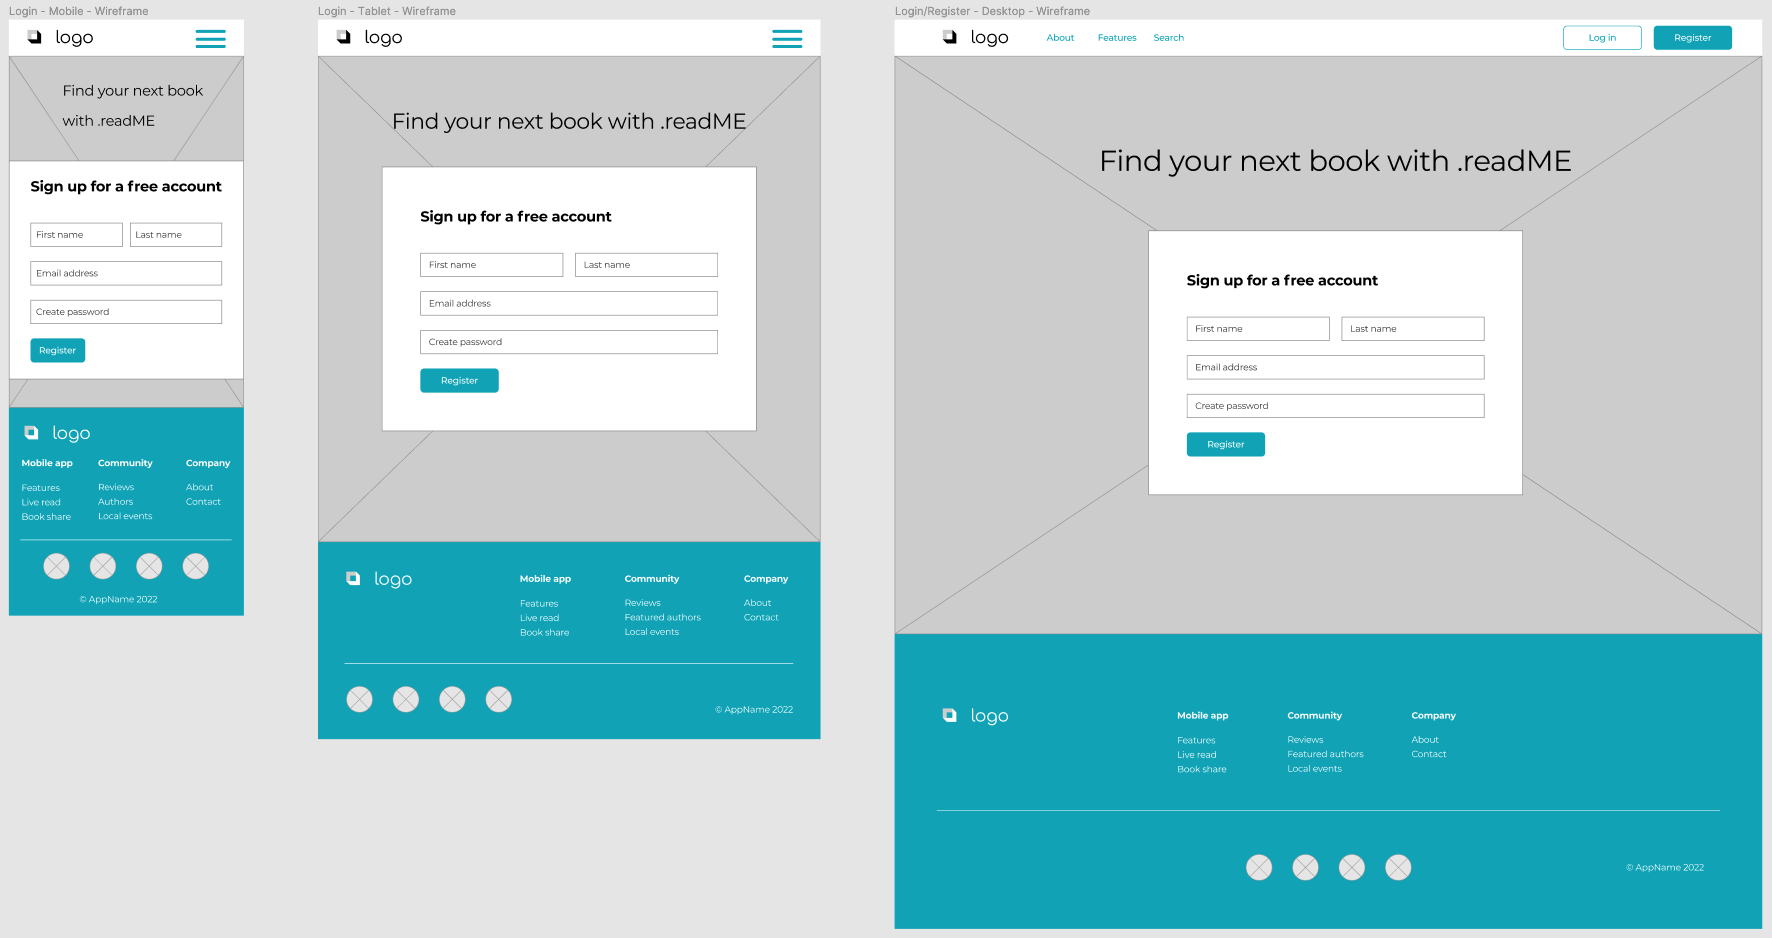 Login - Mobile - Wireframe
logo
Find your next book
with .readME
Sign up for a free account
First name
Last name
Email address
Create password
Register
logo
Mobile app
Community
Company
Features
Reviews
About
Live read
Authors
Contact
Book share
Local events
© AppName 2022
Login - Tablet - Wireframe
logo
Find your next book with .readME
Sign up for a free account
First name
Last name
Email address
Create password
Register
logo
Mobile app
Community
Company
Features
Reviews
About
Live read
Featured authors
Contact
Book share
Local events
© AppName 2022
Login/Register - Desktop - Wireframe
logo
About
Features
Search
Log in
Register
Find your next book with .readME
Sign up for a free account
First name
Last name
Email address
Create password
Register
logo
Mobile app
Community
Company
Features
Reviews
About
Live read
Featured authors
Contact
Book share
Local events
© AppName 2022